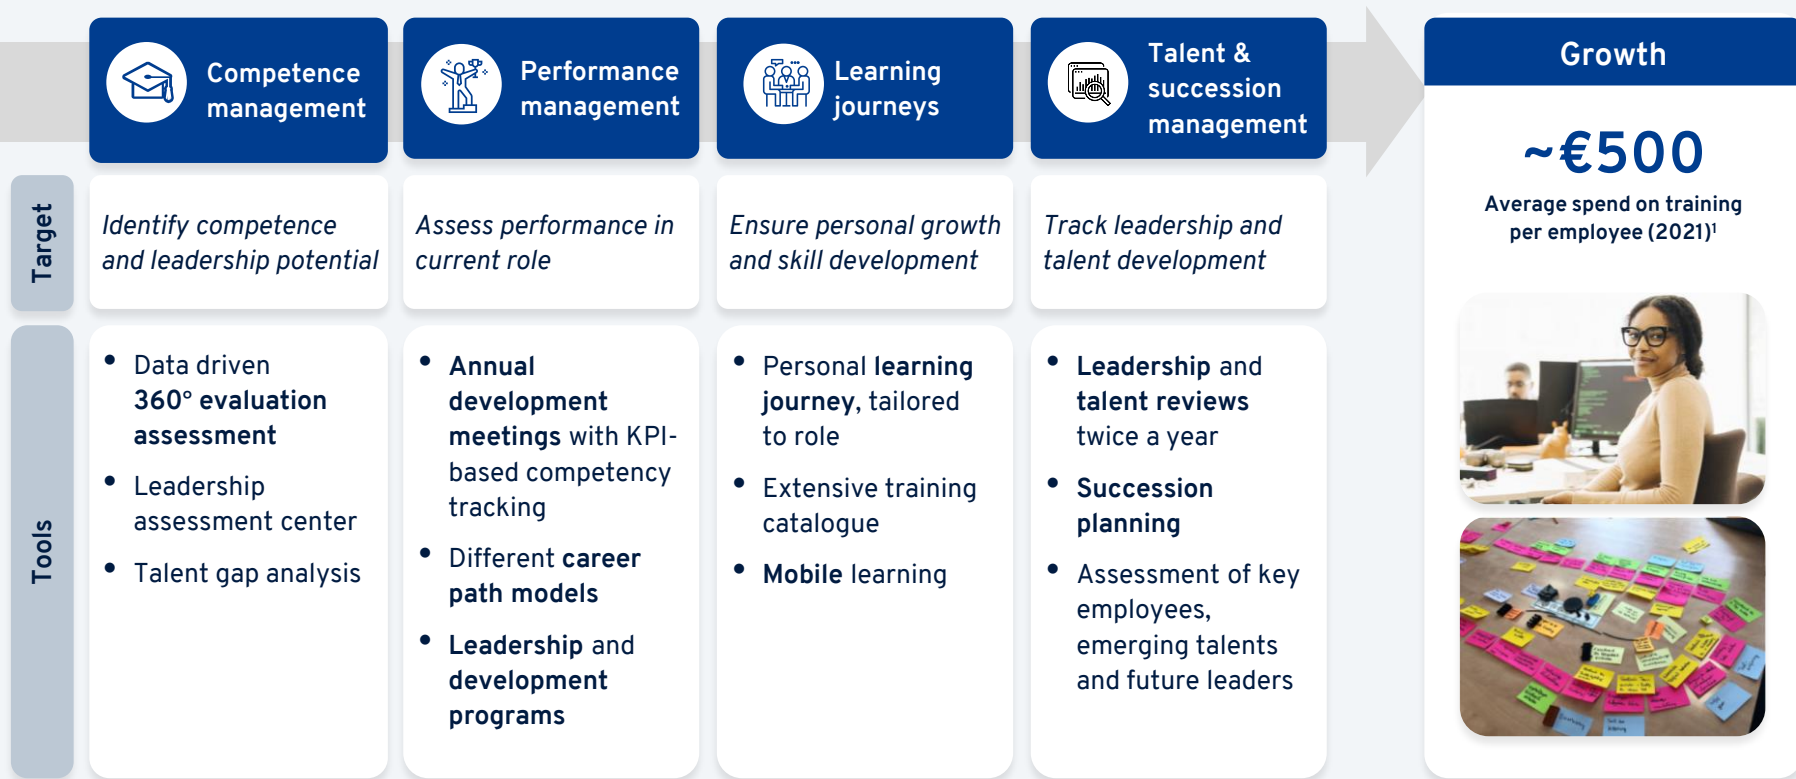 Competence
management
Performance
management
Learning
journeys
Talent &
succession
management
Growth
Target
Identify competence
and leadership potential
Assess performance in
current role
Ensure personal growth
and skill development
Track leadership and
talent development
~€500
Average spend on training
per employee (2021)¹
Tools
• Data driven
360° evaluation
assessment
• Leadership
assessment center
• Talent gap analysis
• Annual
development
meetings with KPI-
based competency
tracking
• Different career
path models
• Leadership and
development
programs
• Personal learning
journey, tailored
to role
• Extensive training
catalogue
• Mobile learning
• Leadership and
talent reviews
twice a year
• Succession
planning
• Assessment of key
employees,
emerging talents
and future leaders